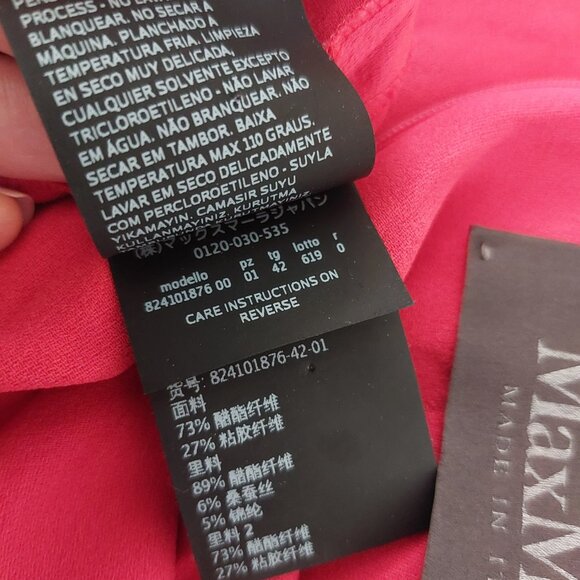 PROCESS - NO LAVAR. NO
BLANQUEAR. NO SECAR A
MÁQUINA. PLANCHADO A
TEMPERATURA FRÍA. LIMPIEZA
EN SECO MUY DELICADA.
CUALQUIER SOLVENTE EXCEPTO
TRICLOROETILENO - NÃO LAVAR
EM ÁGUA. NÃO BRANQUEAR. NÃO
SECAR EM TAMBOR. BAIXA
TEMPERATURA MAX 110 GRAUS.
LAVAR EM SECO DELICADAMENTE
COM PERCLOROETILENO - SUYLA
YIKAMAYIN. CAMASIR SUYU
KULLANMAYINIZ. KURUTMA
(株)マックスマーラジャパン
0120-030-535
modello pz tg lotto r
824101876 00 01 42 619 0
CARE INSTRUCTIONS ON
REVERSE
货号: 824101876-42-01
面料
73% 醋酯纤维
27% 粘胶纤维
里料
89% 醋酯纤维
6% 桑蚕丝
5% 锦纶
里料 2
73% 醋酯纤维
27% 粘胶纤维
MaxM
MADE IN